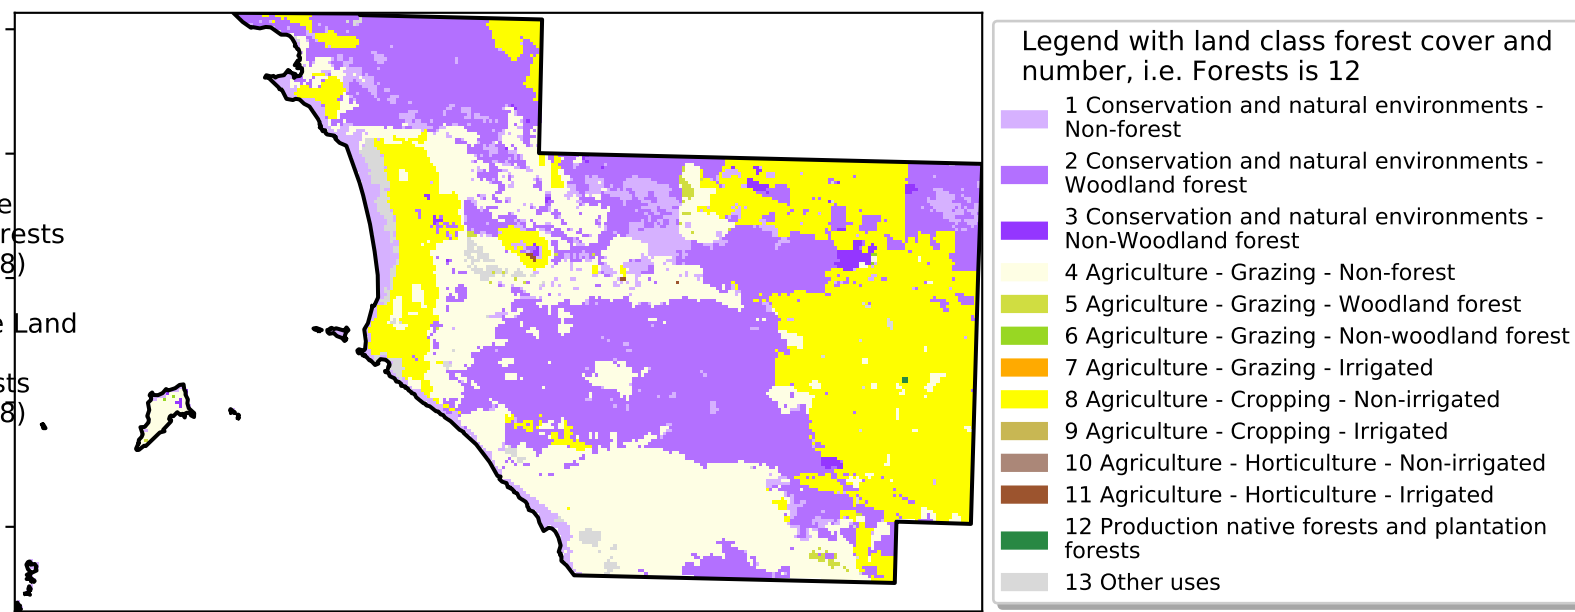 e
rests
8)
e Land
sts
8)
Legend with land class forest cover and
number, i.e. Forests is 12
1 Conservation and natural environments -
Non-forest
2 Conservation and natural environments -
Woodland forest
3 Conservation and natural environments -
Non-Woodland forest
4 Agriculture - Grazing - Non-forest
5 Agriculture - Grazing - Woodland forest
6 Agriculture - Grazing - Non-woodland forest
7 Agriculture - Grazing - Irrigated
8 Agriculture - Cropping - Non-irrigated
9 Agriculture - Cropping - Irrigated
10 Agriculture - Horticulture - Non-irrigated
11 Agriculture - Horticulture - Irrigated
12 Production native forests and plantation
forests
13 Other uses